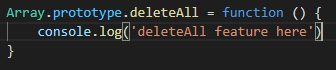 Array.prototype.deleteAll = function () {
    console.log('deleteAll feature here')
}